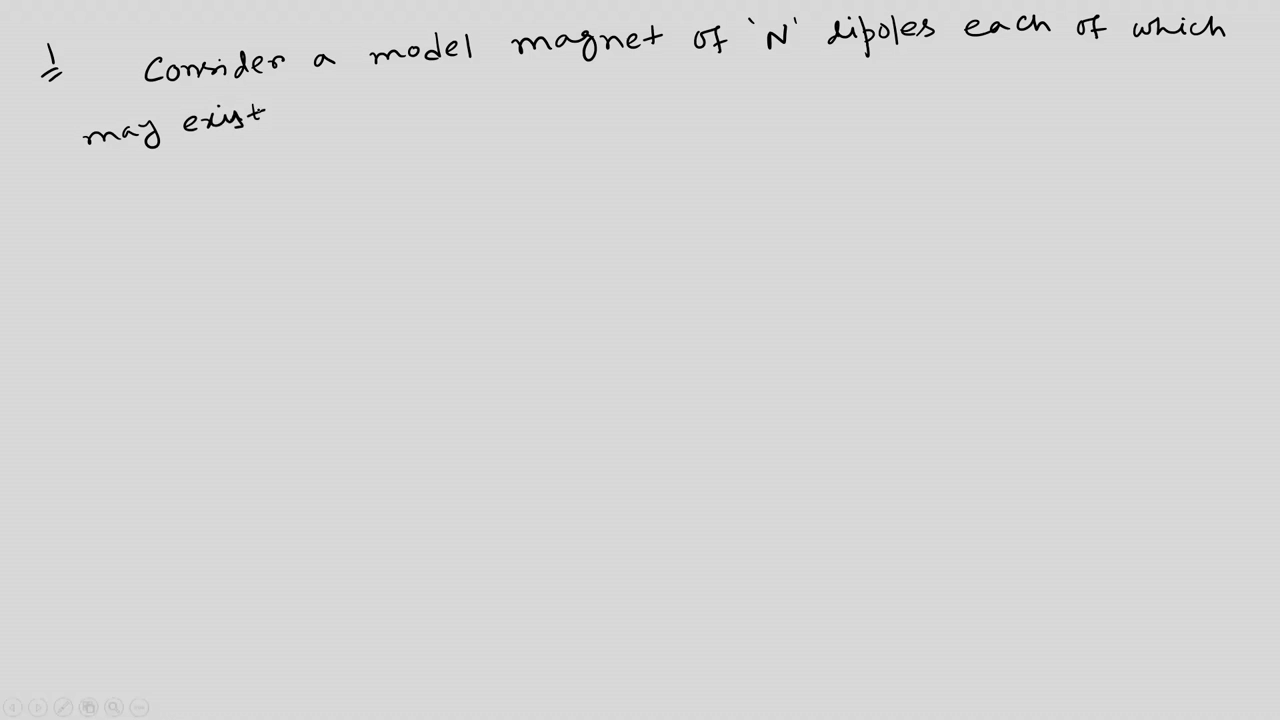 1 Consider a model magnet of 'N' dipoles each of which
may exist